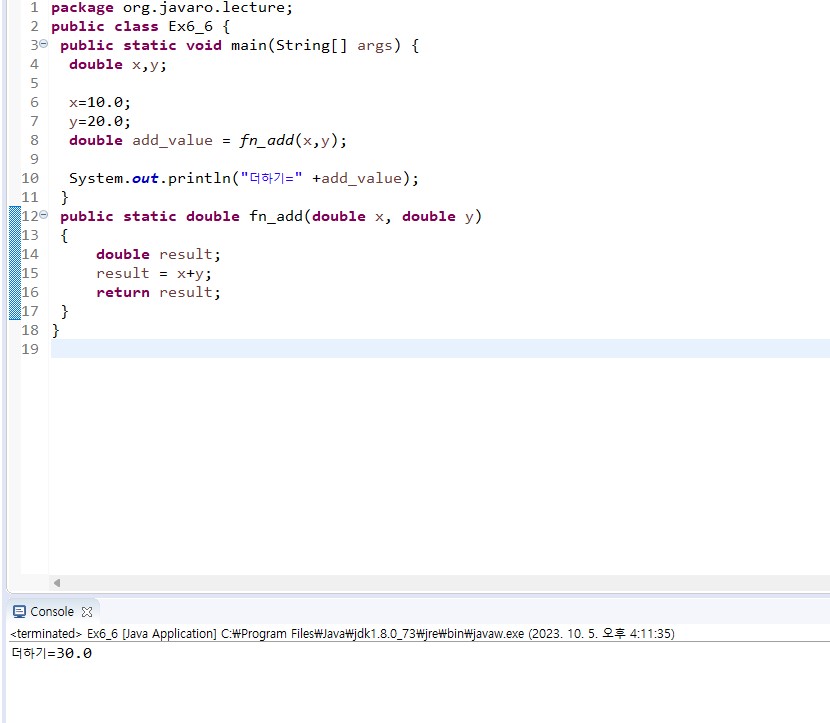 1 package org.javaro.lecture;
2 public class Ex6_6 {
3 public static void main(String[] args) {
4 double x,y;
5
6 x=10.0;
7 y=20.0;
8 double add_value = fn_add(x,y);
9
10 System.out.println("더하기=" +add_value);
11 }
12 public static double fn_add(double x, double y)
13 {
14 double result;
15 result = x+y;
16 return result;
17 }
18 }
19
Console
<terminated> Ex6_6 [Java Application] C:₩Program Files₩Java₩jdk1.8.0_73₩jre₩bin₩javaw.exe (2023. 10. 5. 오후 4:11:35)
더하기=30.0